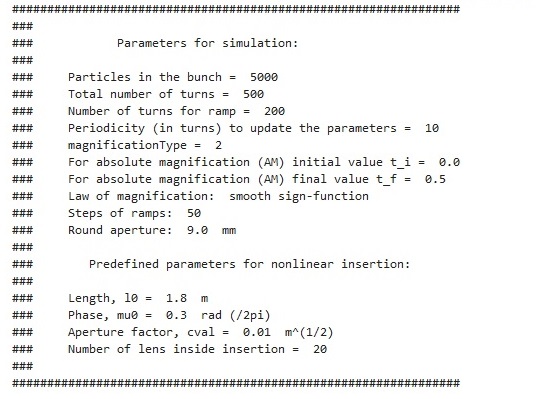 ################################################################
###
###            Parameters for simulation:
###
###     Particles in the bunch =  5000
###     Total number of turns =  500
###     Number of turns for ramp =  200
###     Periodicity (in turns) to update the parameters =  10
###     magnificationType =  2
###     For absolute magnification (AM) initial value t_i =  0.0
###     For absolute magnification (AM) final value t_f =  0.5
###     Law of magnification:  smooth sign-function
###     Steps of ramps:  50
###     Round aperture:  9.0  mm
###
###        Predefined parameters for nonlinear insertion:
###
###     Length, l0 =  1.8  m
###     Phase, mu0 =  0.3  rad (/2pi)
###     Aperture factor, cval =  0.01  m^(1/2)
###     Number of lens inside insertion =  20
###
################################################################